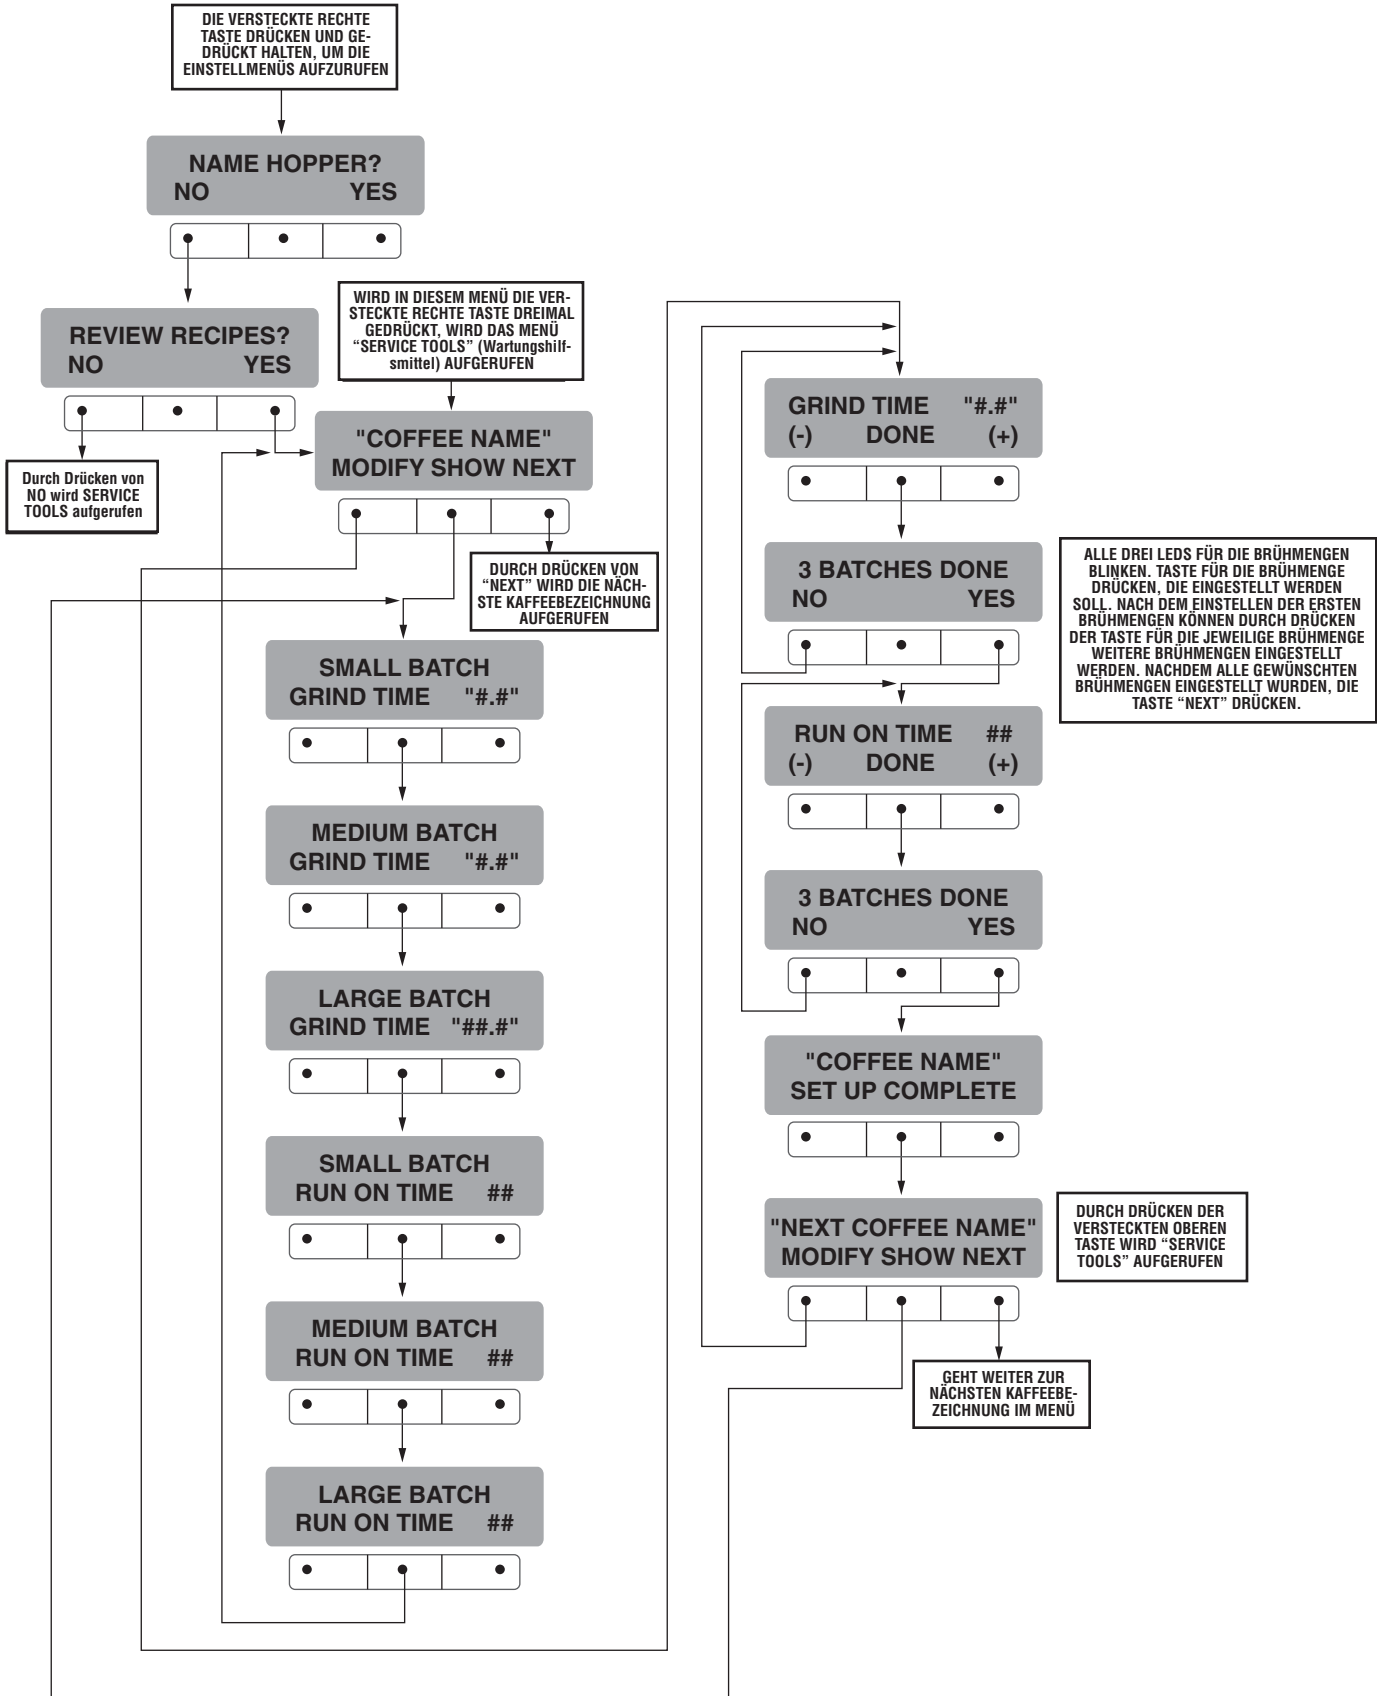 DIE VERSTECKTE RECHTE
TASTE DRÜCKEN UND GE-
DRÜCKT HALTEN, UM DIE
EINSTELLMENÜS AUFZURUFEN
NAME HOPPER?
NO YES
REVIEW RECIPES?
NO YES
Durch Drücken von
NO wird SERVICE
TOOLS aufgerufen
WIRD IN DIESEM MENÜ DIE VER-
STECKTE RECHTE TASTE DREIMAL
GEDRÜCKT, WIRD DAS MENÜ
“SERVICE TOOLS” (Wartungshilf-
smittel) AUFGERUFEN
"COFFEE NAME"
MODIFY SHOW NEXT
DURCH DRÜCKEN VON
“NEXT” WIRD DIE NÄCH-
STE KAFFEEBEZEICHNUNG
AUFGERUFEN
SMALL BATCH
GRIND TIME "#.#"
MEDIUM BATCH
GRIND TIME "#.#"
LARGE BATCH
GRIND TIME "##.#"
SMALL BATCH
RUN ON TIME ##
MEDIUM BATCH
RUN ON TIME ##
LARGE BATCH
RUN ON TIME ##
GRIND TIME "#.#"
(-) DONE (+)
3 BATCHES DONE
NO YES
ALLE DREI LEDS FÜR DIE BRÜHMENGEN
BLINKEN. TASTE FÜR DIE BRÜHMENGE
DRÜCKEN, DIE EINGESTELLT WERDEN
SOLL. NACH DEM EINSTELLEN DER ERSTEN
BRÜHMENGEN KÖNNEN DURCH DRÜCKEN
DER TASTE FÜR DIE JEWEILIGE BRÜHMENGE
WEITERE BRÜHMENGEN EINGESTELLT
WERDEN. NACHDEM ALLE GEWÜNSCHTEN
BRÜHMENGEN EINGESTELLT WURDEN, DIE
TASTE “NEXT” DRÜCKEN.
RUN ON TIME ##
(-) DONE (+)
3 BATCHES DONE
NO YES
"COFFEE NAME"
SET UP COMPLETE
"NEXT COFFEE NAME"
MODIFY SHOW NEXT
DURCH DRÜCKEN DER
VERSTECKTEN OBEREN
TASTE WIRD “SERVICE
TOOLS” AUFGERUFEN
GEHT WEITER ZUR
NÄCHSTEN KAFFEEBE-
ZEICHNUNG IM MENÜ